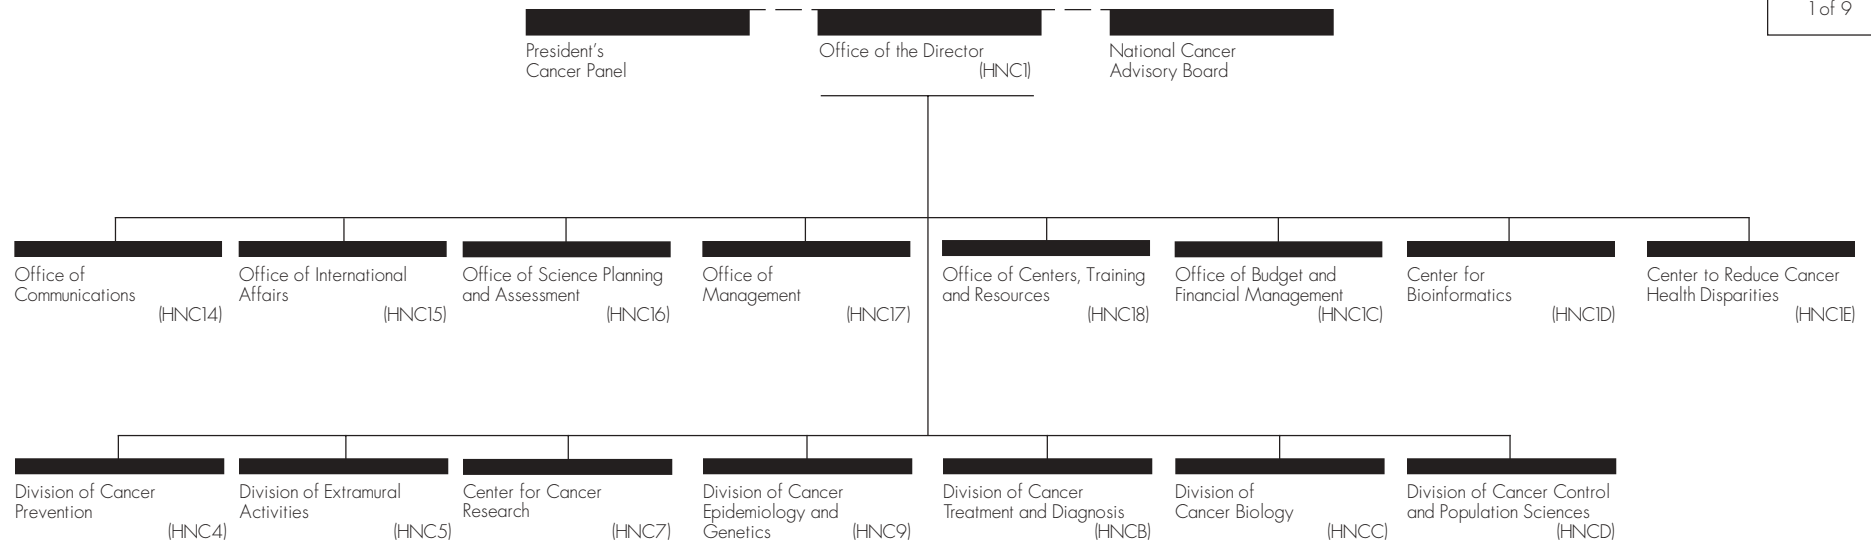 1 of 9
President's
Cancer Panel
Office of the Director
(HNC1)
National Cancer
Advisory Board
Office of
Communications
(HNC14)
Office of International
Affairs
(HNC15)
Office of Science Planning
and Assessment
(HNC16)
Office of
Management
(HNC17)
Office of Centers, Training
and Resources
(HNC18)
Office of Budget and
Financial Management
(HNC1C)
Center for
Bioinformatics
(HNC1D)
Center to Reduce Cancer
Health Disparities
(HNC1E)
Division of Cancer
Prevention
(HNC4)
Division of Extramural
Activities
(HNC5)
Center for Cancer
Research
(HNC7)
Division of Cancer
Epidemiology and
Genetics (HNC9)
Division of Cancer
Treatment and Diagnosis
(HNCB)
Division of
Cancer Biology
(HNCC)
Division of Cancer Control
and Population Sciences
(HNCD)